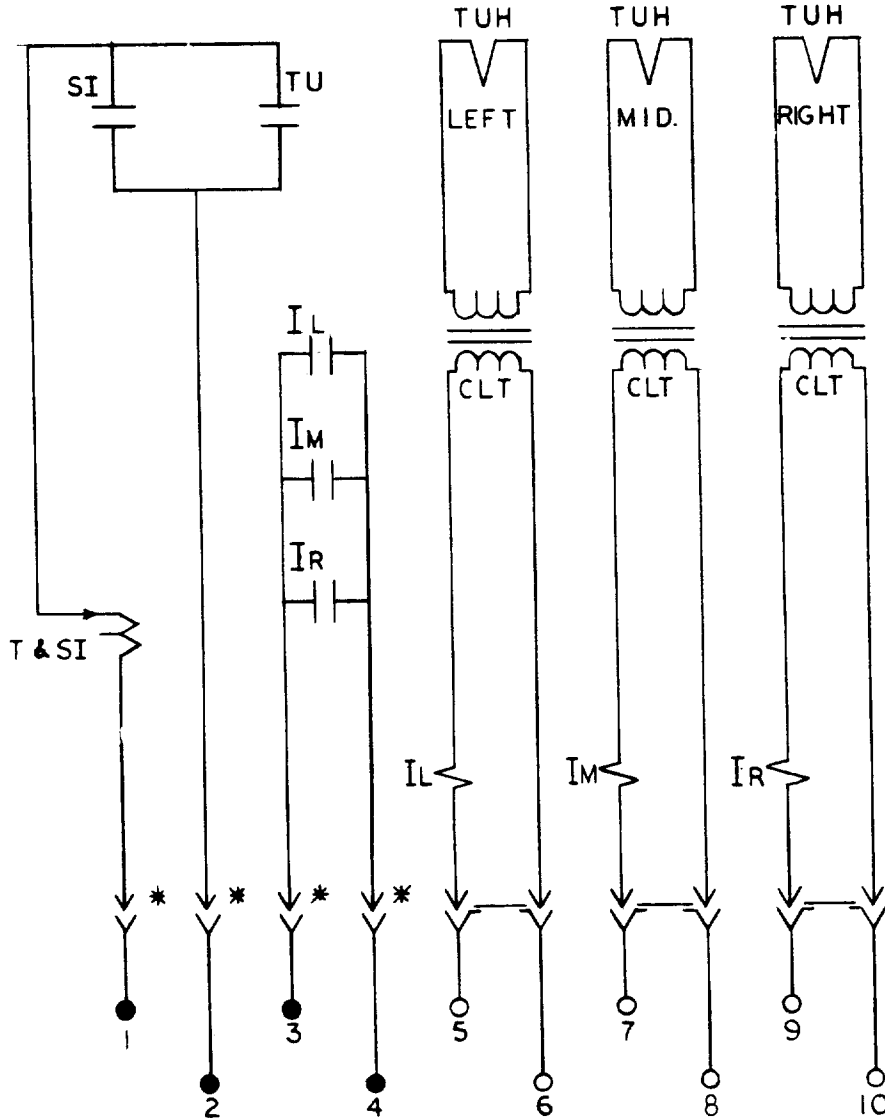 TUH TUH TUH
SI TU
LEFT MID. RIGHT
IL
CLT CLT CLT
IM
IR
T & SI
IL IM IR
* * * *
1 3 5 7 9
2 4 6 8 10